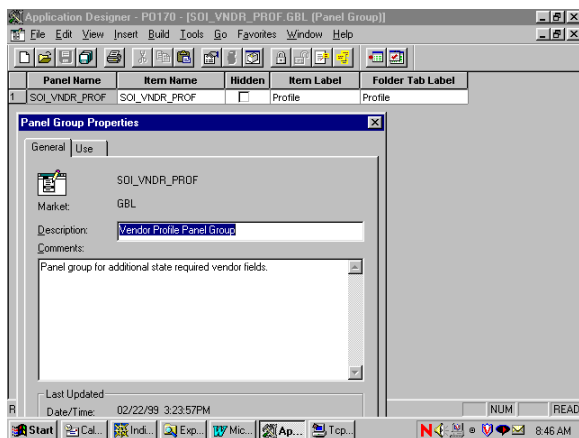 Application Designer - PO170 - [SOI_VNDR_PROF.GBL (Panel Group)]
File Edit View Insert Build Tools Go Favorites Window Help
Panel Name Item Name Hidden Item Label Folder Tab Label
1 SOI_VNDR_PROF SOI_VNDR_PROF Profile Profile
Panel Group Properties
General Use
SOI_VNDR_PROF
Market: GBL
Description: Vendor Profile Panel Group
Comments:
Panel group for additional state required vendor fields.
Last Updated
Date/Time: 02/22/99 3:23:57PM
R NUM READ
Start Cal... Indi... Exp... Mic... Ap... Tcp... N 8:46 AM